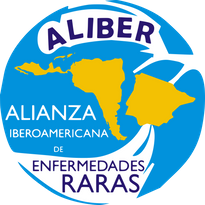 ALIBER
ALIANZA
IBEROAMERICANA
DE
ENFERMEDADES
RARAS